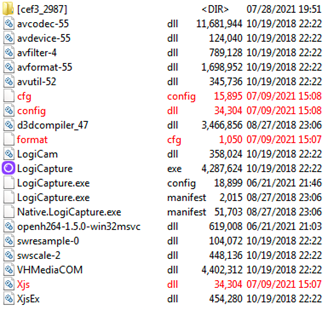 [cef3_2987] <DIR> 07/28/2021 19:51
avcodec-55 dll 11,681,944 10/19/2018 22:22
avdevice-55 dll 124,040 10/19/2018 22:22
avfilter-4 dll 789,128 10/19/2018 22:22
avformat-55 dll 1,698,952 10/19/2018 22:22
avutil-52 dll 345,736 10/19/2018 22:22
cfg config 15,895 07/09/2021 15:08
config dll 34,304 07/09/2021 15:08
d3dcompiler_47 dll 3,466,856 08/27/2018 23:06
format cfg 1,050 07/09/2021 15:07
LogiCam dll 358,024 10/19/2018 22:22
LogiCapture exe 4,287,624 10/19/2018 22:22
LogiCapture.exe config 18,899 06/21/2021 21:46
LogiCapture.exe manifest 2,015 08/27/2018 23:06
Native.LogiCapture.exe manifest 51,703 08/27/2018 23:06
openh264-1.5.0-win32msvc dll 619,008 06/21/2021 21:03
swresample-0 dll 104,072 10/19/2018 22:22
swscale-2 dll 448,136 10/19/2018 22:22
VHMediaCOM dll 4,402,312 10/19/2018 22:22
Xjs dll 34,304 07/09/2021 15:07
XjsEx dll 454,280 10/19/2018 22:22